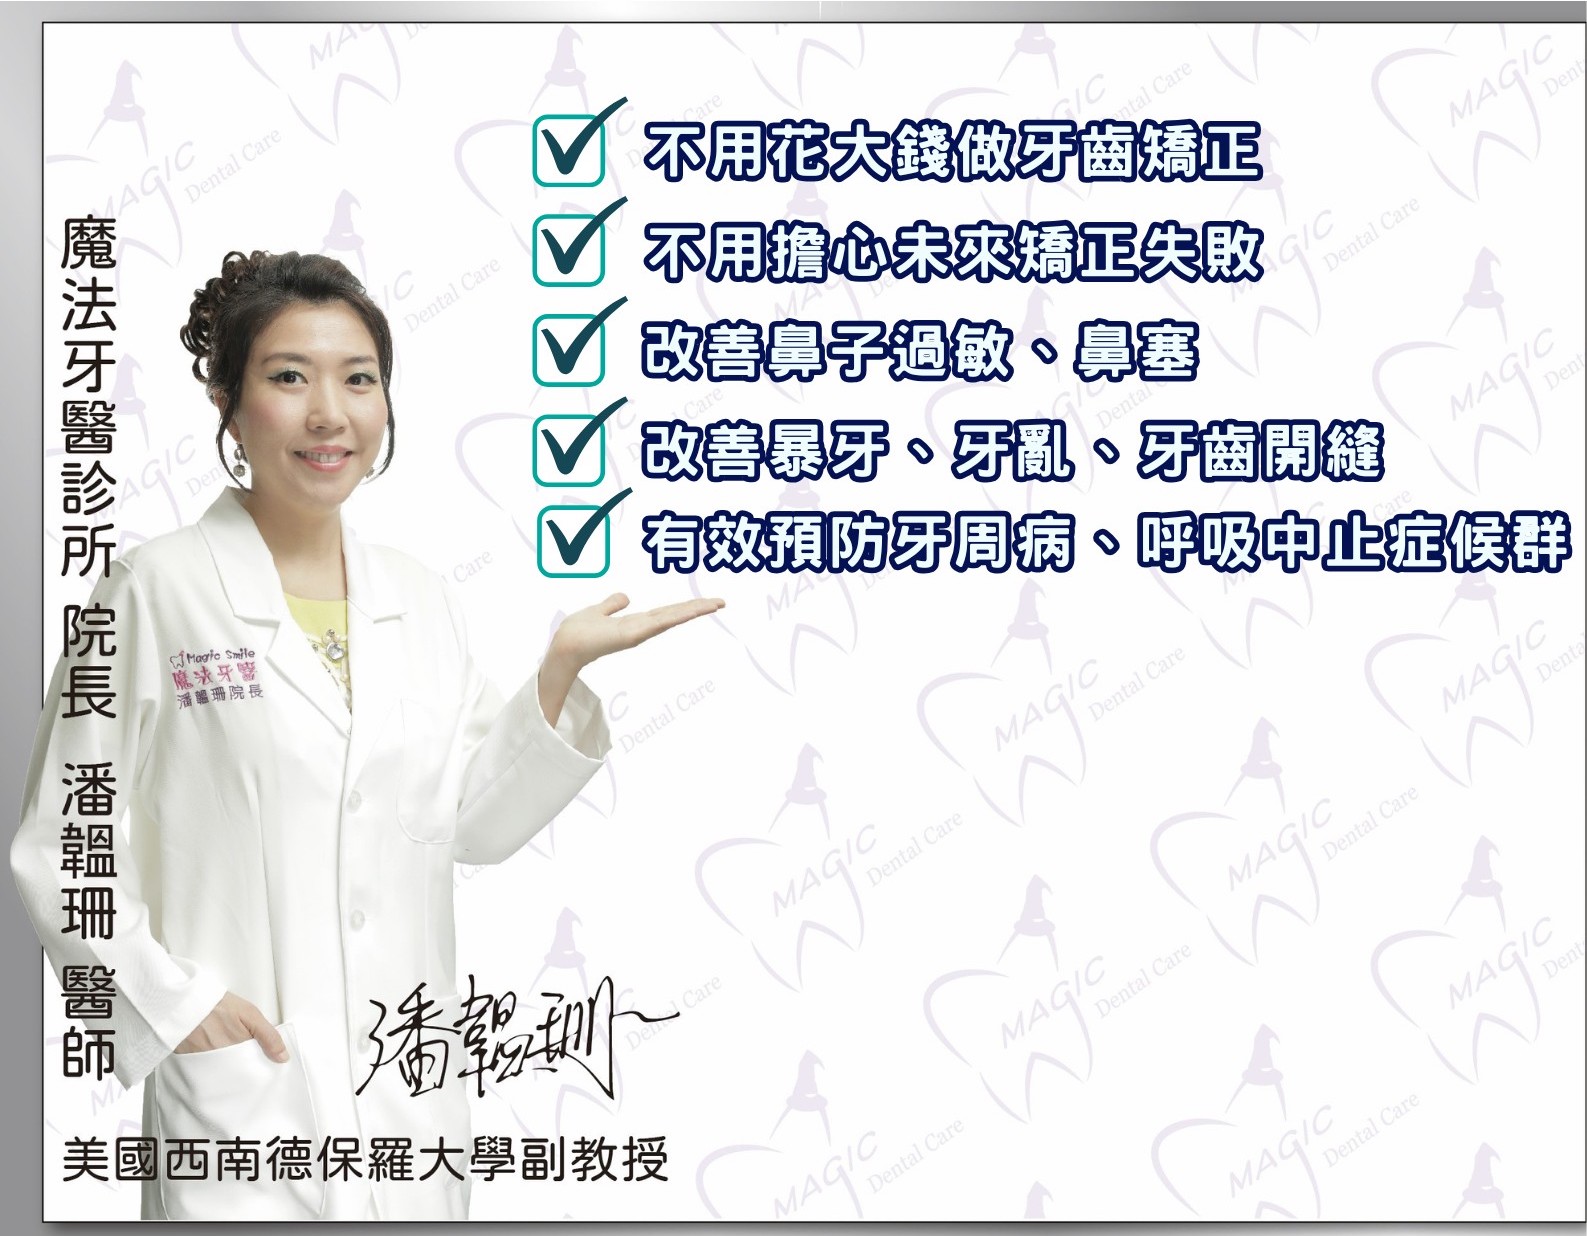 不用花大錢做牙齒矯正
不用擔心未來矯正失敗
改善鼻子過敏、鼻塞
改善暴牙、牙亂、牙齒開縫
有效預防牙周病、呼吸中止症候群
魔法牙醫診所 院長 潘韞珊 醫師
Magic Smile
魔法牙醫
潘韞珊院長
潘韞珊
美國西南德保羅大學副教授
MAGIC
Dental Care